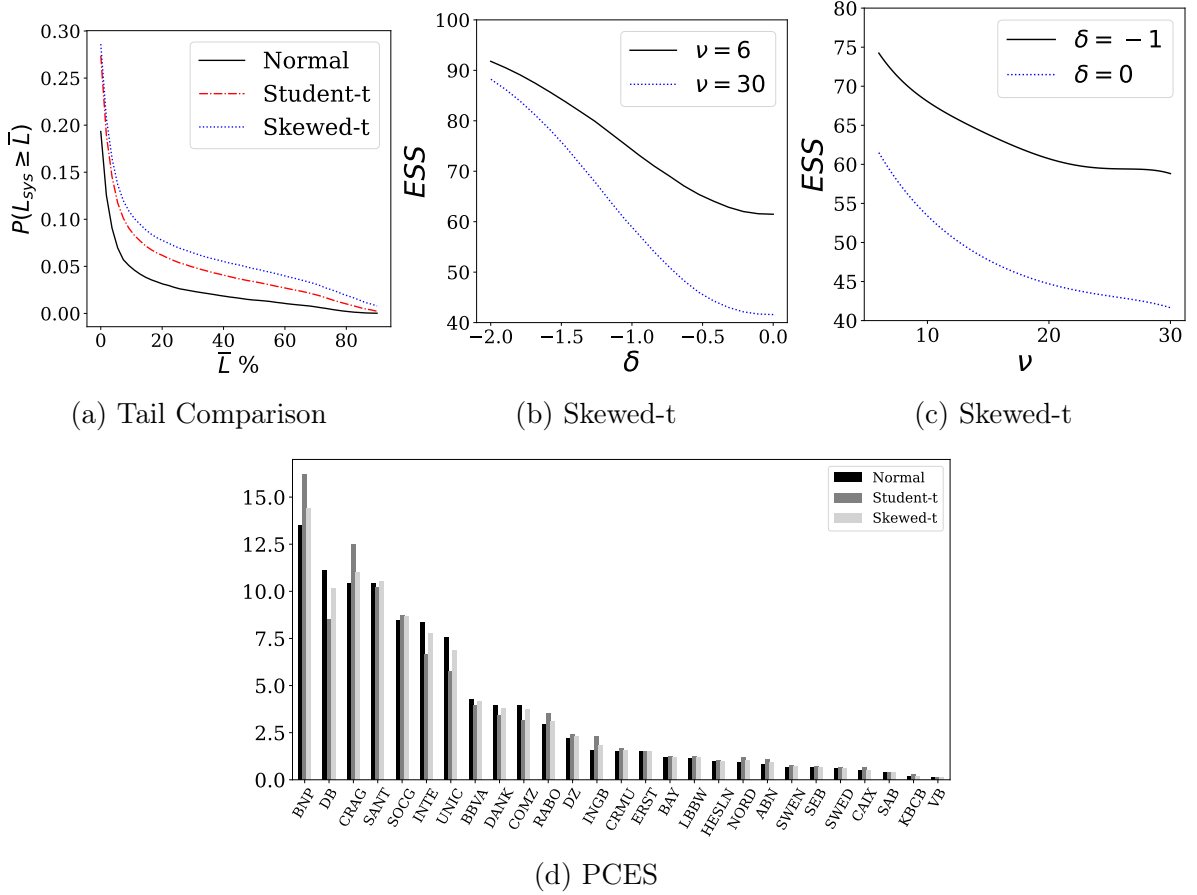 0.30
0.25
0.20
0.15
0.10
0.05
0.00
P(L_sys ≥ L̅)
0 20 40 60 80
L̅ %
Normal
Student-t
Skewed-t
(a) Tail Comparison
100
90
80
70
60
50
40
ESS
−2.0 −1.5 −1.0 −0.5 0.0
δ
ν = 6
ν = 30
(b) Skewed-t
80
75
70
65
60
55
50
45
40
ESS
10 20 30
ν
δ = −1
δ = 0
(c) Skewed-t
15.0
12.5
10.0
7.5
5.0
2.5
0.0
Normal
Student-t
Skewed-t
BNP DB CRAG SANT SOCG INTE UNIC BBVA DANK COMZ RABO DZ INGB CRMU ERST BAY LBBW HESLN NORD ABN SWEN SEB SWED CAIX SAB KBCB VB
(d) PCES